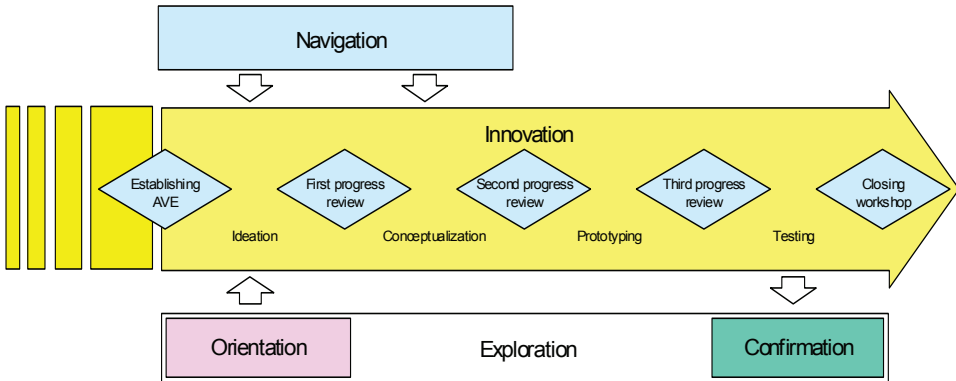 Navigation
Innovation
Establishing
AVE
First progress
review
Second progress
review
Third progress
review
Closing
workshop
Ideation
Conceptualization
Prototyping
Testing
Orientation
Exploration
Confirmation